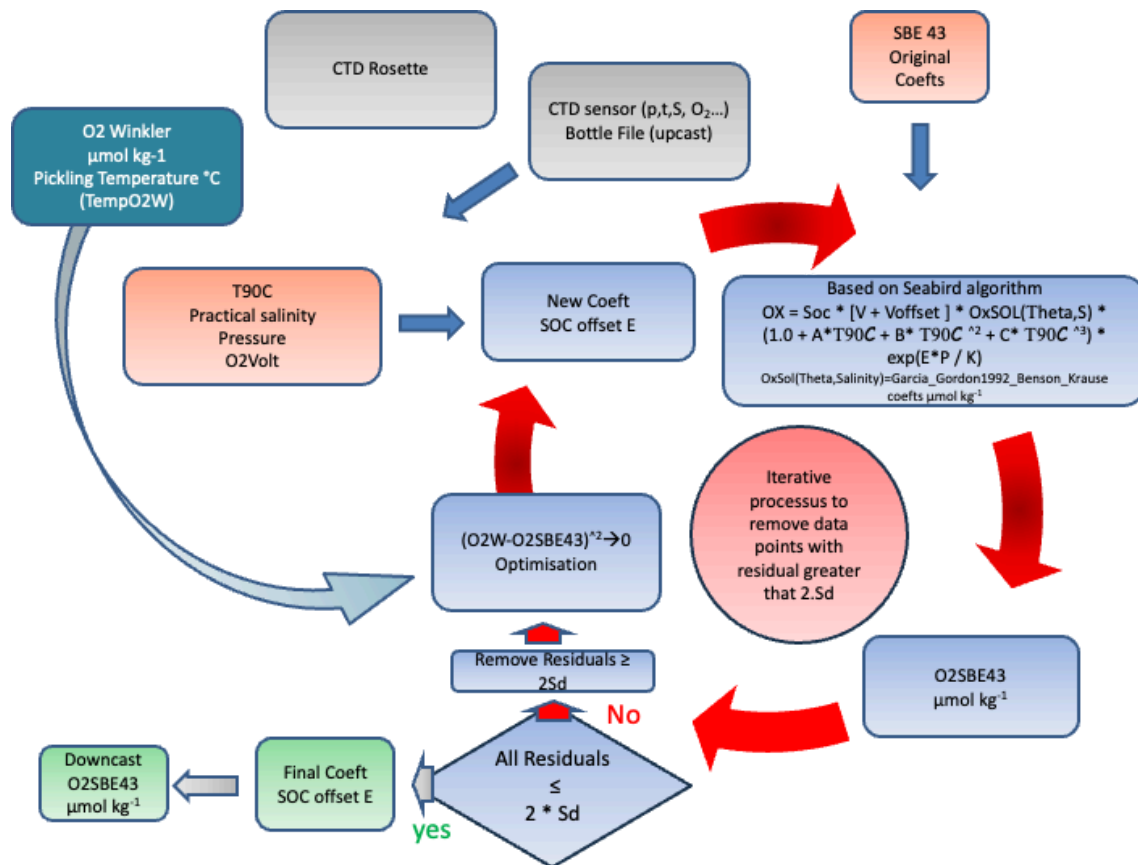 CTD Rosette
SBE 43
Original
Coefts
CTD sensor (p,t,S, O₂...)
Bottle File (upcast)
O2 Winkler
µmol kg-1
Pickling Temperature °C
(TempO2W)
T90C
Practical salinity
Pressure
O2Volt
New Coeft
SOC offset E
Based on Seabird algorithm
OX = Soc * [V + Voffset ] * OxSOL(Theta,S) *
(1.0 + A*T90C + B* T90C ^2 + C* T90C ^3) *
exp(E*P / K)
OxSol(Theta,Salinity)=Garcia_Gordon1992_Benson_Krause
coefts µmol kg⁻¹
Iterative
processus to
remove data
points with
residual greater
that 2.Sd
(O2W-O2SBE43)^2→0
Optimisation
Remove Residuals ≥
2Sd
No
O2SBE43
µmol kg⁻¹
All Residuals
≤
2 * Sd
yes
Final Coeft
SOC offset E
Downcast
O2SBE43
µmol kg⁻¹